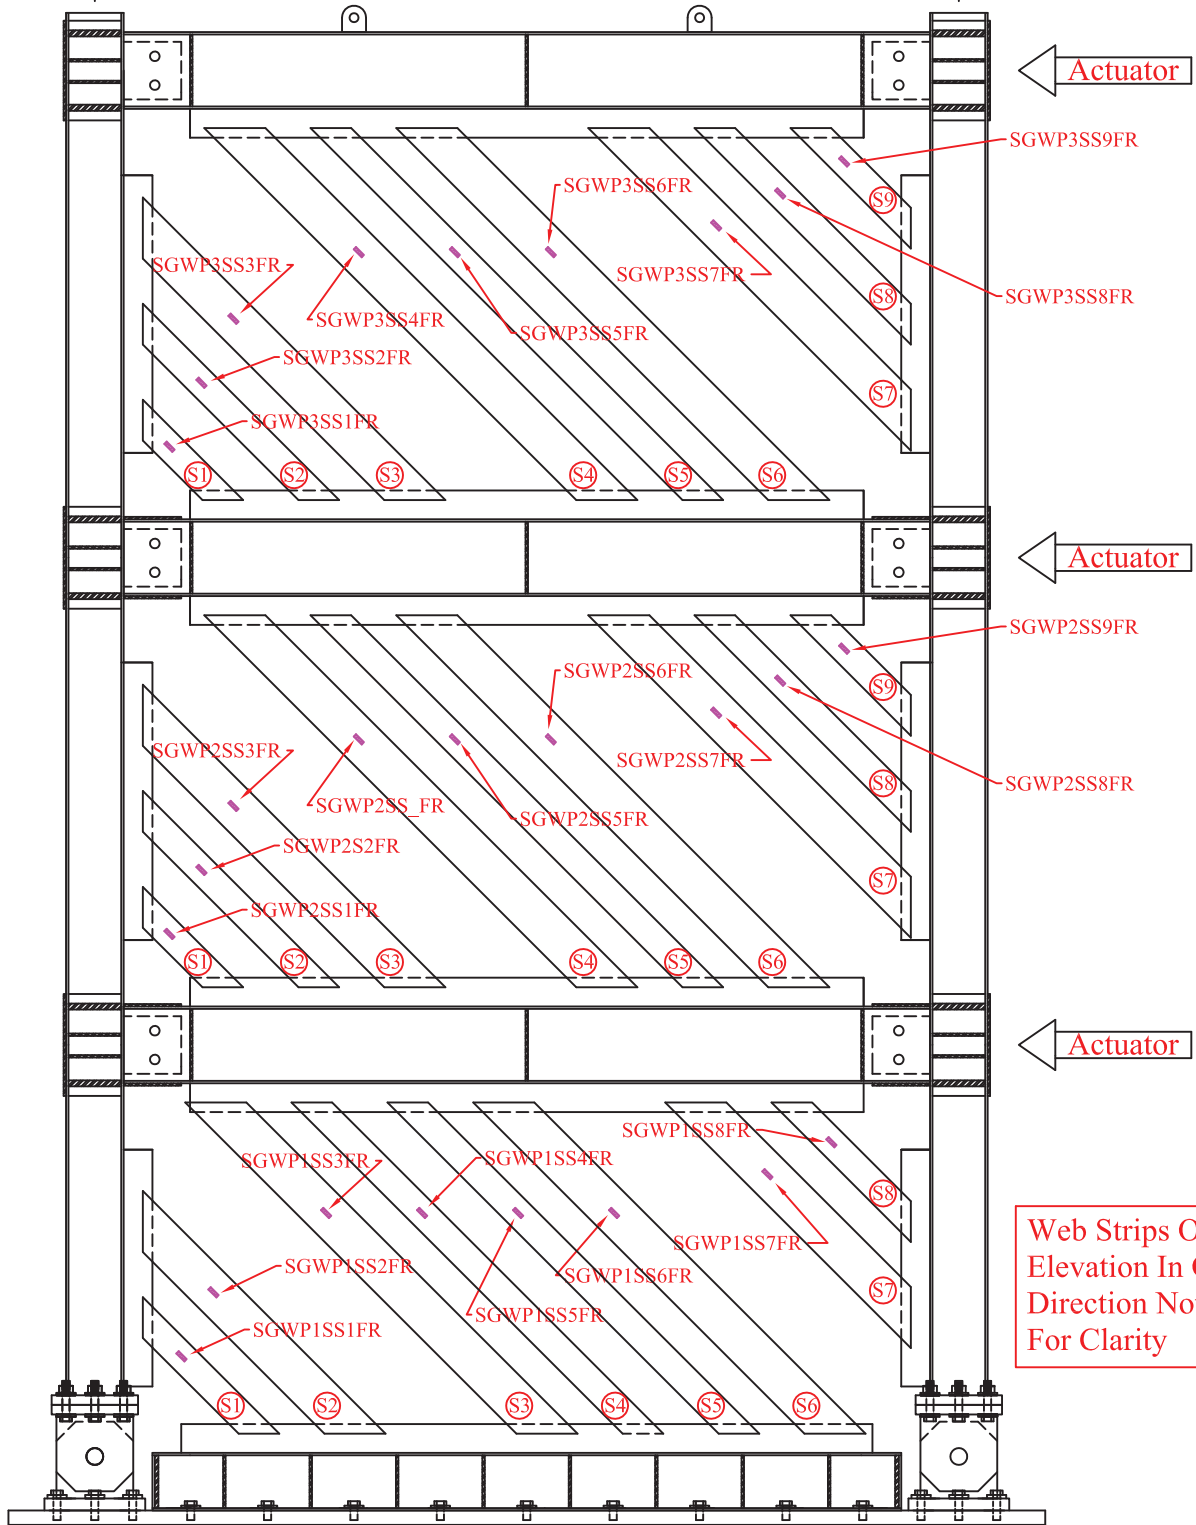 Actuator
SGWP3SS9FR
SGWP3SS6FR
S9
SGWP3SS3FR
SGWP3SS7FR
S8
SGWP3SS8FR
SGWP3SS4FR
SGWP3SS5FR
SGWP3SS2FR
S7
SGWP3SS1FR
S1
S2
S3
S4
S5
S6
Actuator
SGWP2SS9FR
SGWP2SS6FR
S9
SGWP2SS3FR
SGWP2SS7FR
S8
SGWP2SS8FR
SGWP2SS_FR
SGWP2SS5FR
SGWP2S2FR
S7
SGWP2SS1FR
S1
S2
S3
S4
S5
S6
Actuator
SGWP1SS8FR
SGWP1SS3FR
SGWP1SS4FR
S8
SGWP1SS7FR
SGWP1SS2FR
SGWP1SS6FR
S7
SGWP1SS5FR
SGWP1SS1FR
S1
S2
S3
S4
S5
S6
Web Strips
Elevation In
Direction
For Clarity